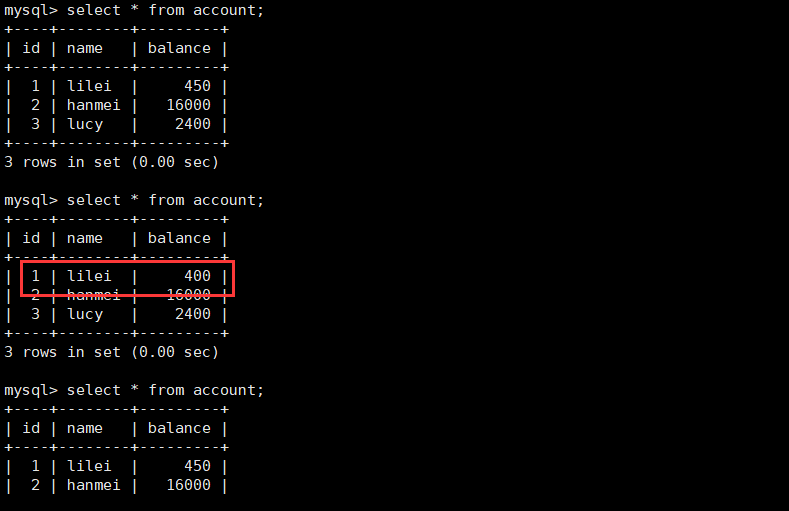 mysql> select * from account;
+----+--------+---------+
| id | name   | balance |
+----+--------+---------+
|  1 | lilei  |     450 |
|  2 | hanmei |   16000 |
|  3 | lucy   |    2400 |
+----+--------+---------+
3 rows in set (0.00 sec)
mysql> select * from account;
+----+--------+---------+
| id | name   | balance |
+----+--------+---------+
|  1 | lilei  |     400 |
|  2 | hanmei |   16000 |
|  3 | lucy   |    2400 |
+----+--------+---------+
3 rows in set (0.00 sec)
mysql> select * from account;
+----+--------+---------+
| id | name   | balance |
+----+--------+---------+
|  1 | lilei  |     450 |
|  2 | hanmei |   16000 |